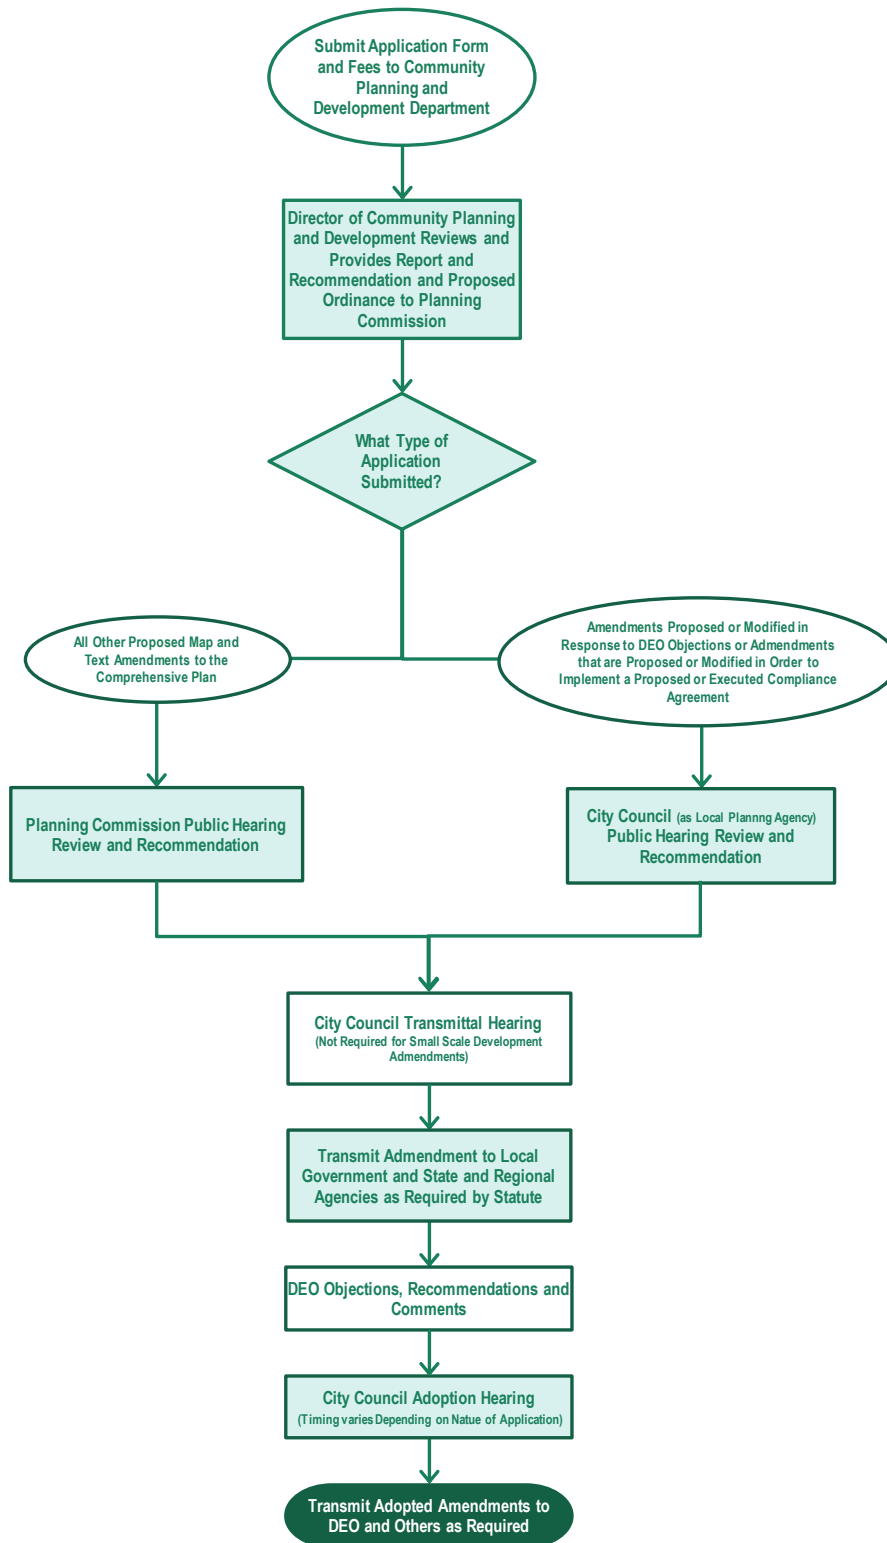 Submit Application Form
and Fees to Community
Planning and
Development Department
Director of Community Planning
and Development Reviews and
Provides Report and
Recommendation and Proposed
Ordinance to Planning
Commission
What Type of
Application
Submitted?
All Other Proposed Map and
Text Amendments to the
Comprehensive Plan
Amendments Proposed or Modified in
Response to DEO Objections or Admendments
that are Proposed or Modified in Order to
Implement a Proposed or Executed Compliance
Agreement
Planning Commission Public Hearing
Review and Recommendation
City Council (as Local Plannng Agency)
Public Hearing Review and
Recommendation
City Council Transmittal Hearing
(Not Required for Small Scale Development
Admendments)
Transmit Admendment to Local
Government and State and Regional
Agencies as Required by Statute
DEO Objections, Recommendations and
Comments
City Council Adoption Hearing
(Timing varies Depending on Natue of Application)
Transmit Adopted Amendments to
DEO and Others as Required